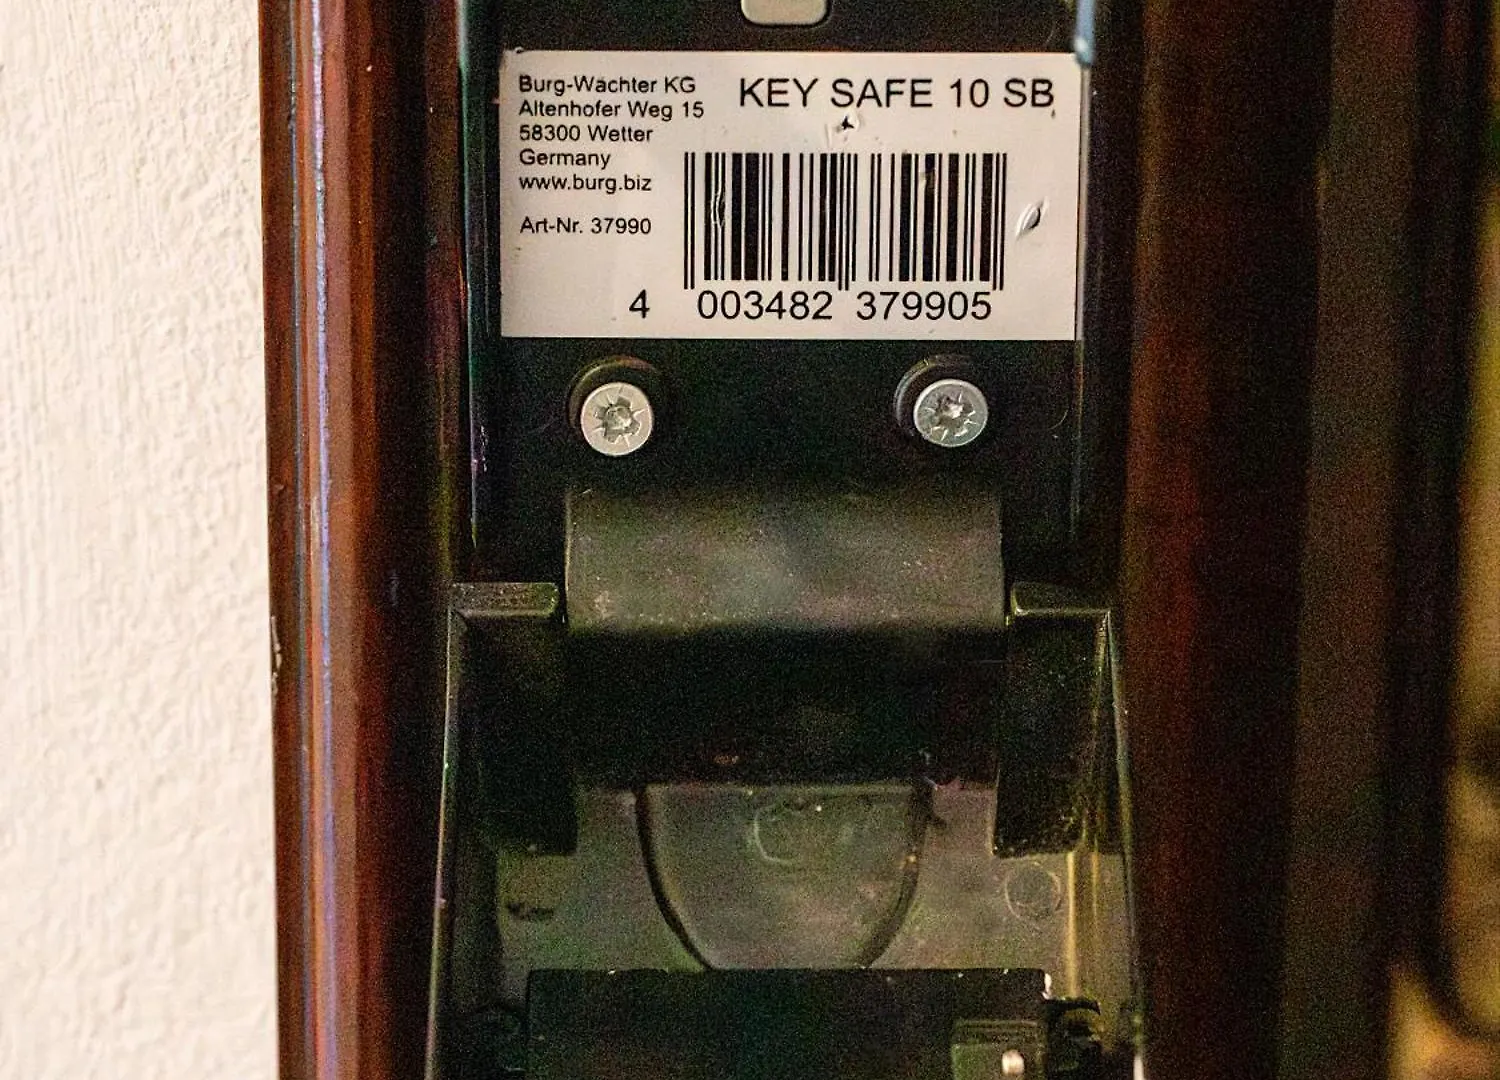 Burg-Wächter KG
Altenhofer Weg 15
58300 Wetter
Germany
www.burg.biz
Art-Nr. 37990
KEY SAFE 10 SB
4 003482 379905